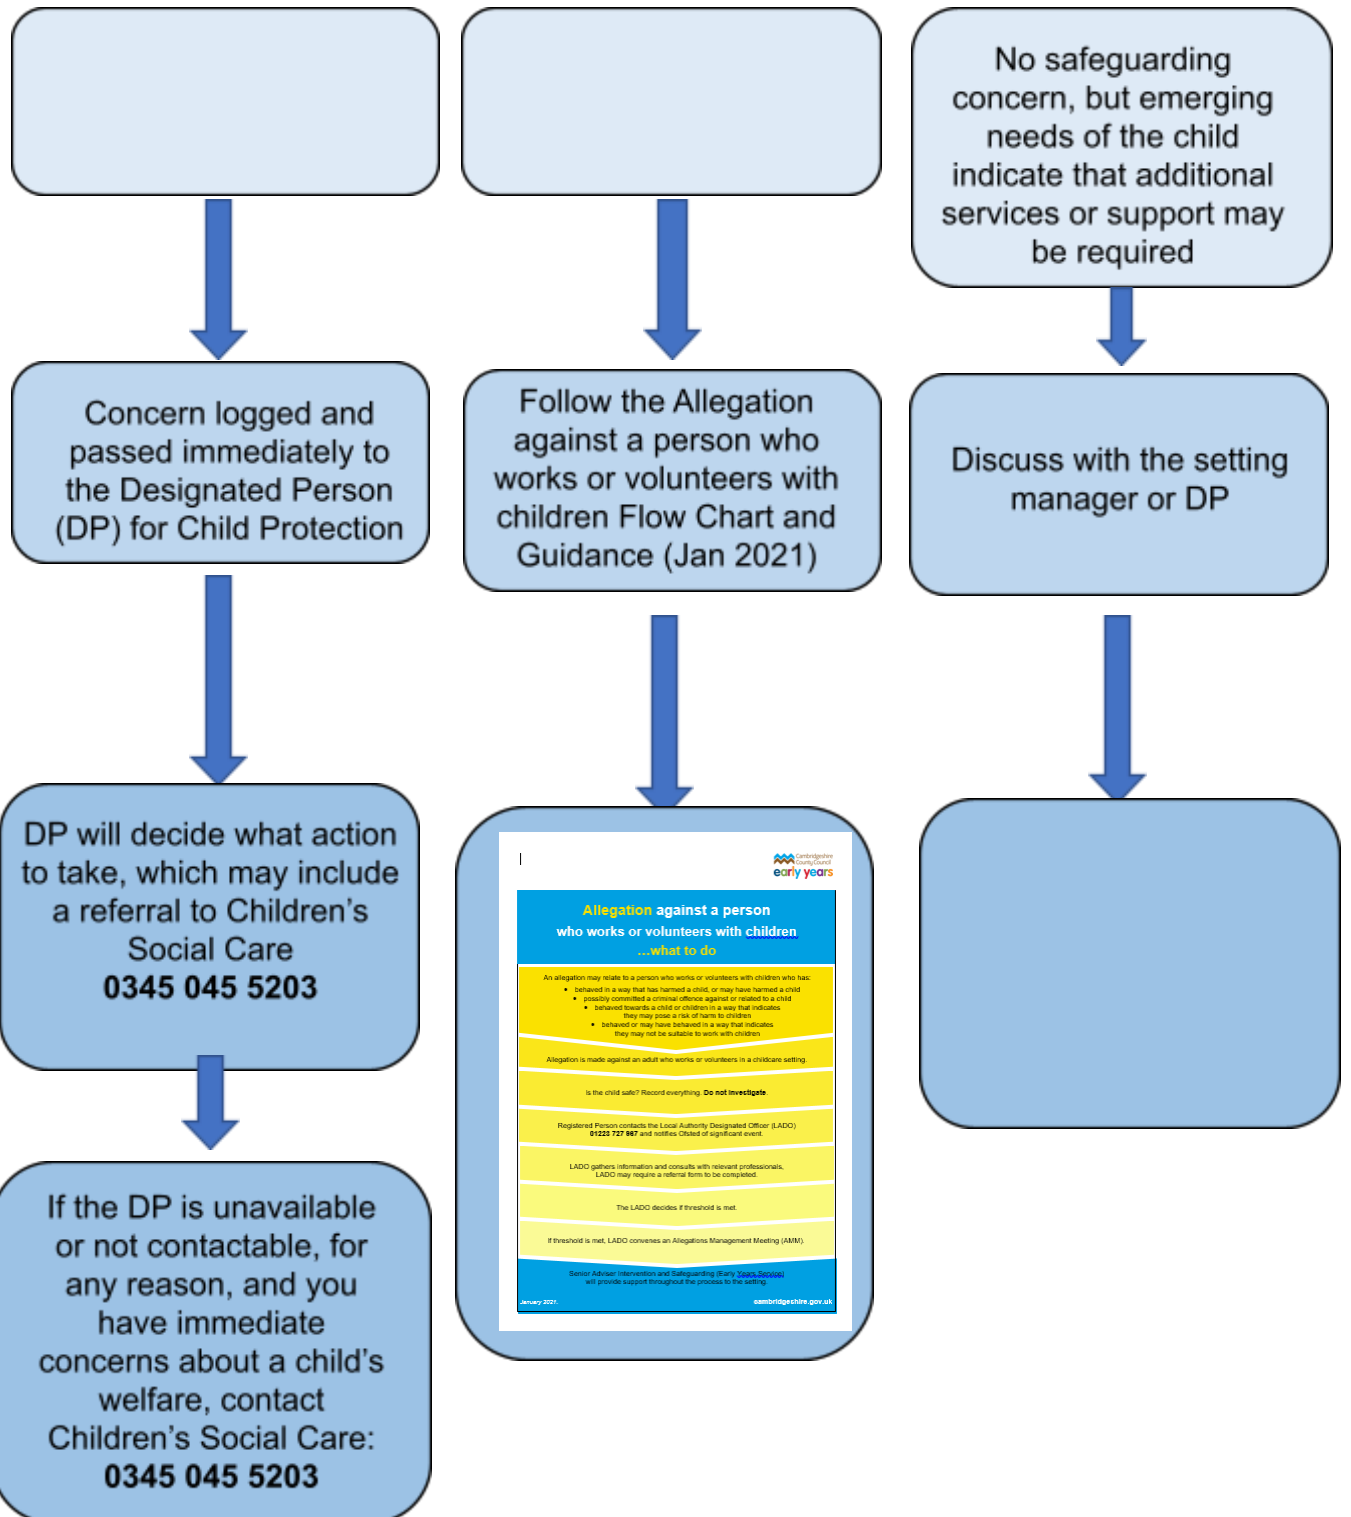 No safeguarding
concern, but emerging
needs of the child
indicate that additional
services or support may
be required
Concern logged and
passed immediately to
the Designated Person
(DP) for Child Protection
Follow the Allegation
against a person who
works or volunteers with
children Flow Chart and
Guidance (Jan 2021)
Discuss with the setting
manager or DP
DP will decide what action
to take, which may include
a referral to Children's
Social Care
0345 045 5203
If the DP is unavailable
or not contactable, for
any reason, and you
have immediate
concerns about a child's
welfare, contact
Children's Social Care:
0345 045 5203
Cambridgeshire
County Council
early years
Allegation against a person
who works or volunteers with children
...what to do
An allegation may relate to a person who works or volunteers with children who has:
• behaved in a way that has harmed a child, or may have harmed a child
• possibly committed a criminal offence against or related to a child
• behaved towards a child or children in a way that indicates
they may pose a risk of harm to children
• behaved or may have behaved in a way that indicates
they may not be suitable to work with children
Allegation is made against an adult who works or volunteers in a childcare setting.
Is the child safe? Record everything. Do not investigate.
Registered Person contacts the Local Authority Designated Officer (LADO)
01223 727 967 and notifies Ofsted of significant event.
LADO gathers information and consults with relevant professionals,
LADO may require a referral form to be completed.
The LADO decides if threshold is met.
If threshold is met, LADO convenes an Allegations Management Meeting (AMM).
Senior Adviser Intervention and Safeguarding (Early Years Service)
will provide support throughout the process to the setting
January 2021.
cambridgeshire.gov.uk